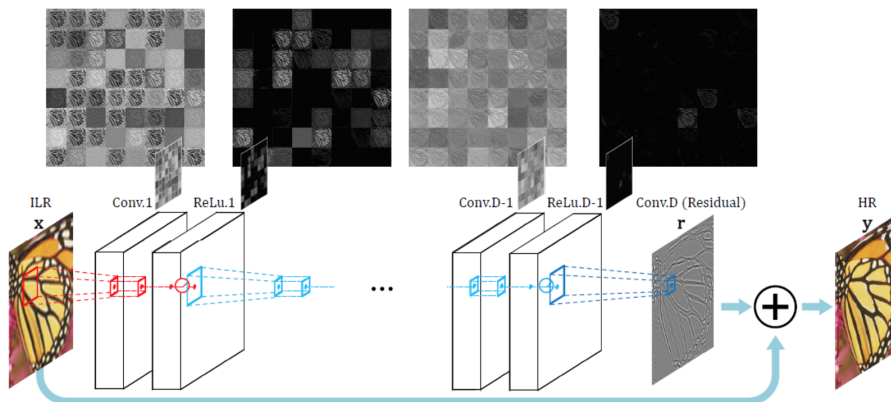 ILR
x
Conv.1
ReLu.1
Conv.D-1
ReLu.D-1
Conv.D (Residual)
r
HR
y
...
+